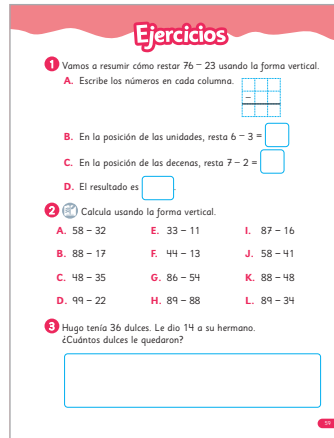 Ejercicios
1 Vamos a resumir cómo restar 76 − 23 usando la forma vertical.
A. Escribe los números en cada columna.
−
B. En la posición de las unidades, resta 6 − 3 =
C. En la posición de las decenas, resta 7 − 2 =
D. El resultado es .
2 Calcula usando la forma vertical.
A. 58 − 32 E. 33 − 11 I. 87 − 16
B. 88 − 17 F. 44 − 13 J. 58 − 41
C. 48 − 35 G. 86 − 54 K. 88 − 48
D. 99 − 22 H. 89 − 88 L. 89 − 34
3 Hugo tenía 36 dulces. Le dio 14 a su hermano.
¿Cuántos dulces le quedaron?
59